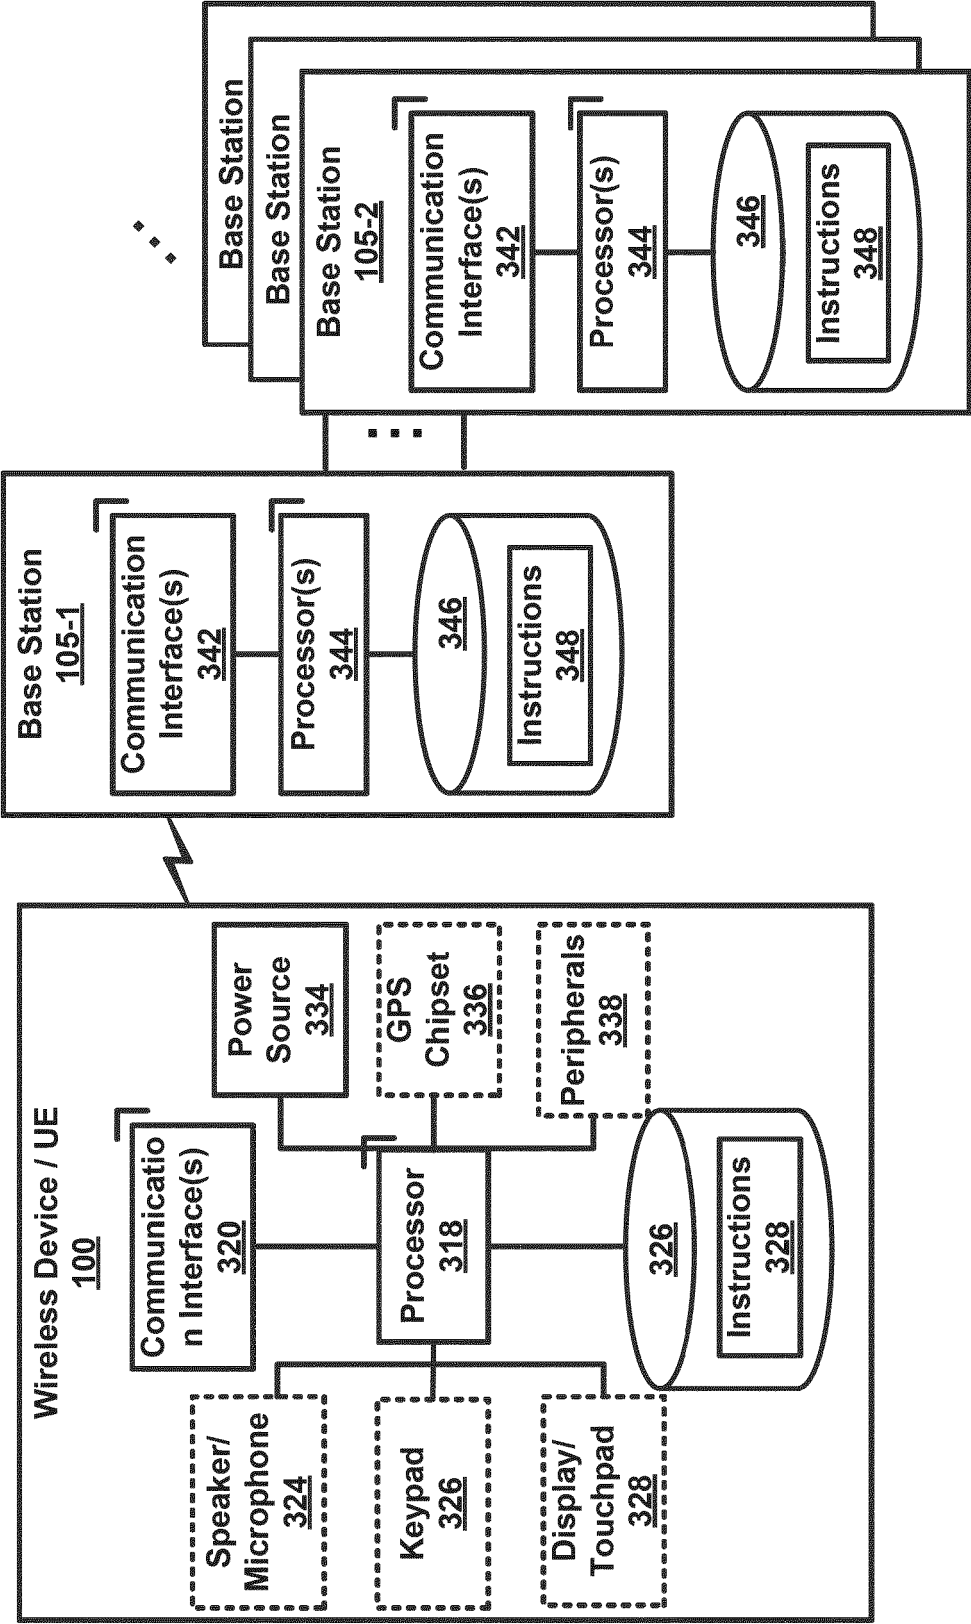 Wireless Device / UE
100
Speaker/
Microphone
324
Keypad
326
Display/
Touchpad
328
Communicatio
n Interface(s)
320
Processor
318
326
Instructions
328
Power
Source
334
GPS
Chipset
336
Peripherals
338
Base Station
105-1
Communication
Interface(s)
342
Processor(s)
344
346
Instructions
348
Base Station
Base Station
Base Station
105-2
Communication
Interface(s)
342
Processor(s)
344
346
Instructions
348